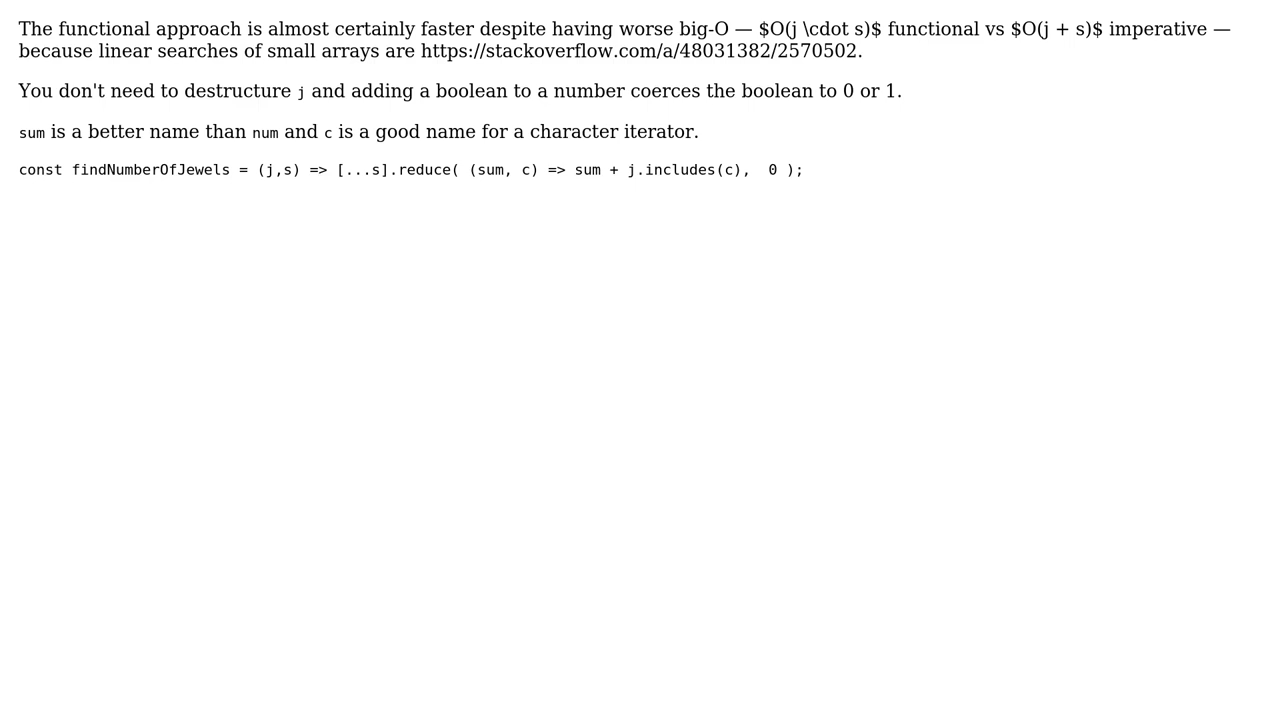 The functional approach is almost certainly faster despite having worse big-O — $O(j \cdot s)$ functional vs $O(j + s)$ imperative —
because linear searches of small arrays are https://stackoverflow.com/a/48031382/2570502.
You don't need to destructure j and adding a boolean to a number coerces the boolean to 0 or 1.
sum is a better name than num and c is a good name for a character iterator.
const findNumberOfJewels = (j,s) => [...s].reduce( (sum, c) => sum + j.includes(c),  0 );